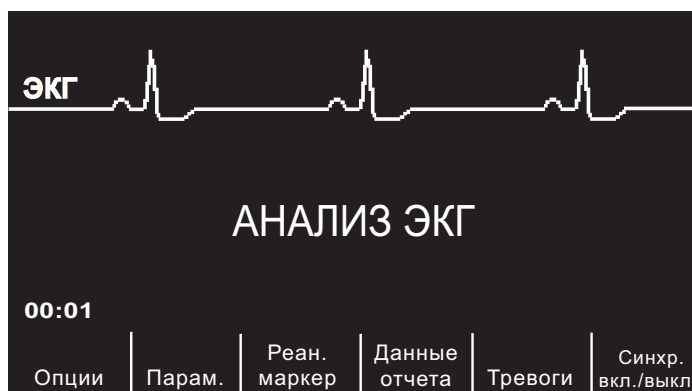 ЭКГ
АНАЛИЗ ЭКГ
00:01
Опции
Парам.
Реан.
маркер
Данные
отчета
Тревоги
Синхр.
вкл./выкл